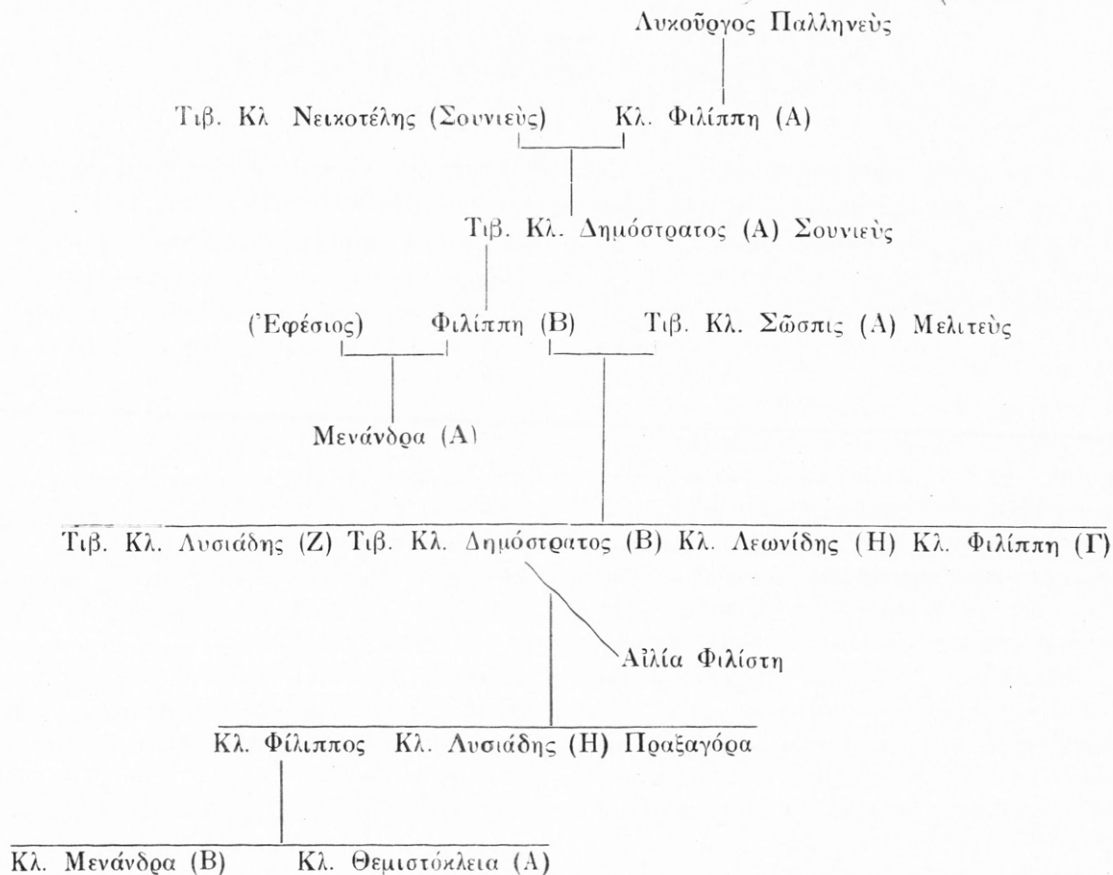 Λυκοῦργος Παλληνεὺς
Τιβ. Κλ Νεικοτέλης (Σουνιεὺς) Κλ. Φιλίππη (Α)
Τιβ. Κλ. Δημόστρατος (Α) Σουνιεὺς
(Ἐφέσιος) Φιλίππη (Β) Τιβ. Κλ. Σῶσπις (Α) Μελιτεὺς
Μενάνδρα (Α)
Τιβ. Κλ. Λυσιάδης (Ζ) Τιβ. Κλ. Δημόστρατος (Β) Κλ. Λεωνίδης (Η) Κλ. Φιλίππη (Γ)
Αἰλία Φιλίστη
Κλ. Φίλιππος Κλ. Λυσιάδης (Η) Πραξαγόρα
Κλ. Μενάνδρα (Β) Κλ. Θεμιστόκλεια (Α)